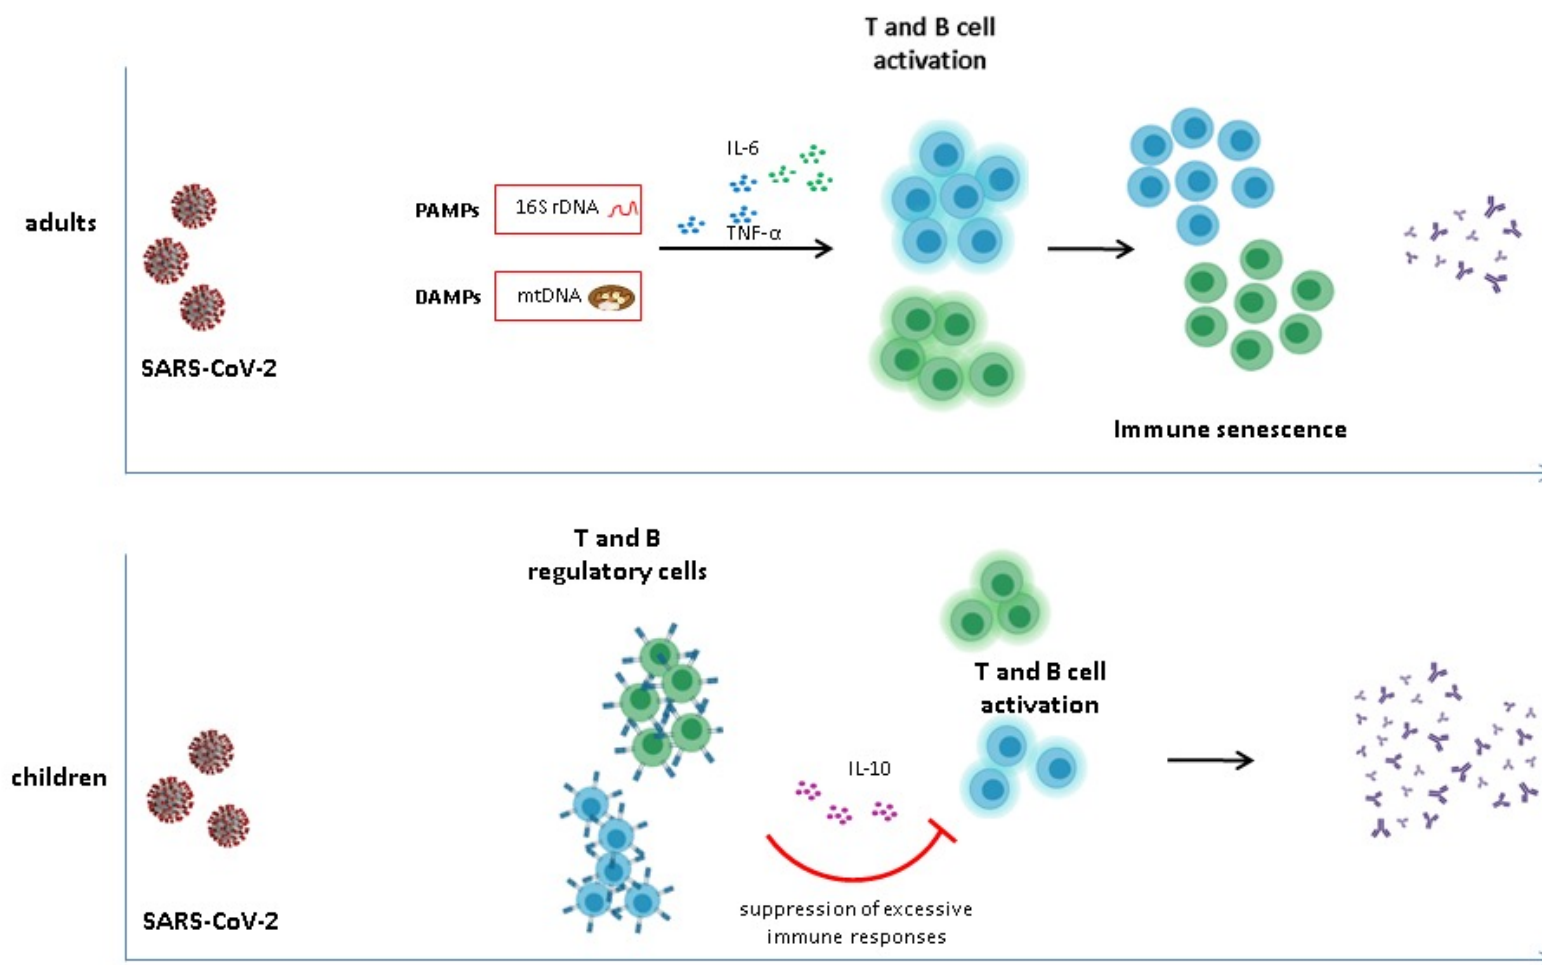 T and B cell
activation
adults
PAMPs
16S rDNA
IL-6
TNF-α
DAMPs
mtDNA
SARS-CoV-2
Immune senescence
T and B
regulatory cells
T and B cell
activation
children
IL-10
SARS-CoV-2
suppression of excessive
immune responses